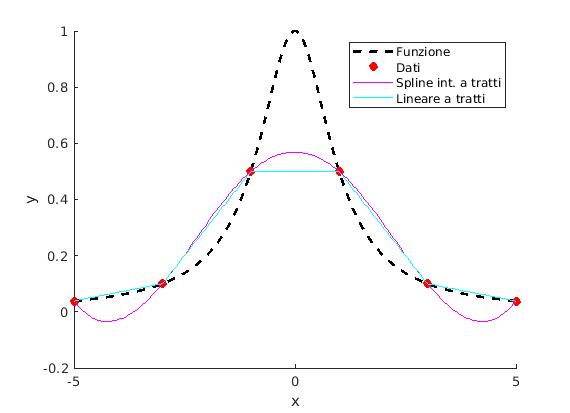 1
0.8
0.6
0.4
0.2
0
-0.2
y
-5
0
5
x
Funzione
Dati
Spline int. a tratti
Lineare a tratti